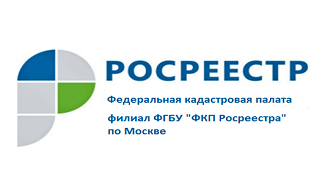 РОСРЕЕСТР
Федеральная кадастровая палата
филиал ФГБУ "ФКП Росреестра"
по Москве